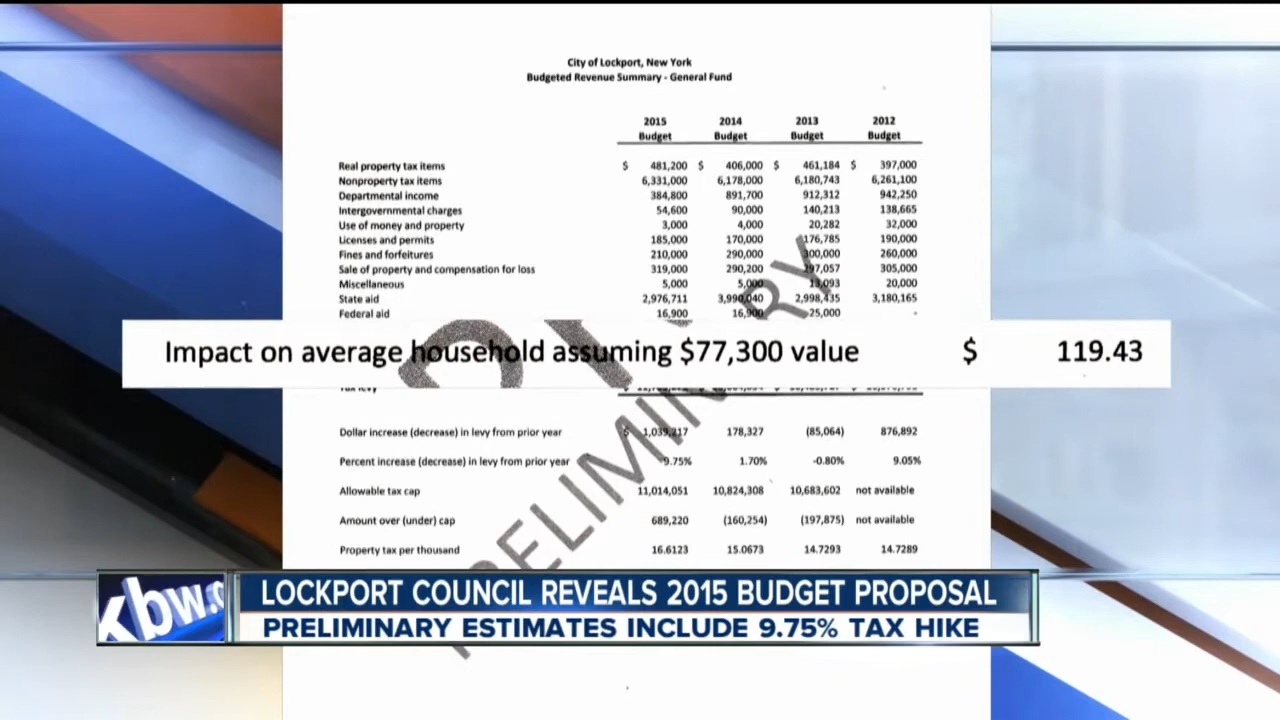 City of Lockport, New York
Budgeted Revenue Summary - General Fund
2015 2014 2013 2012
Budget Budget Budget Budget
Real property tax items $ 481,200 $ 406,000 $ 461,184 $ 397,000
Nonproperty tax items 6,331,000 6,178,000 6,180,743 6,261,100
Departmental income 384,800 891,700 912,312 942,250
Intergovernmental charges 54,600 90,000 140,213 138,665
Use of money and property 3,000 4,000 20,282 32,000
Licenses and permits 185,000 170,000 176,785 190,000
Fines and forfeitures 210,000 290,000 300,000 260,000
Sale of property and compensation for loss 319,000 290,200 297,057 305,000
Miscellaneous 5,000 5,000 13,093 20,000
State aid 2,976,711 3,990,040 2,998,435 3,180,165
Federal aid 16,900 16,900 25,000 -
Impact on average household assuming $77,300 value $ 119.43
Tax levy
Dollar increase (decrease) in levy from prior year $ 1,039,217 178,327 (85,064) 876,892
Percent increase (decrease) in levy from prior year 9.75% 1.70% -0.80% 9.05%
Allowable tax cap 11,014,051 10,824,308 10,683,602 not available
Amount over (under) cap 689,220 (160,254) (197,875) not available
Property tax per thousand 16.6123 15.0673 14.7293 14.7289
PRELIMINARY
kbw.c
LOCKPORT COUNCIL REVEALS 2015 BUDGET PROPOSAL
PRELIMINARY ESTIMATES INCLUDE 9.75% TAX HIKE